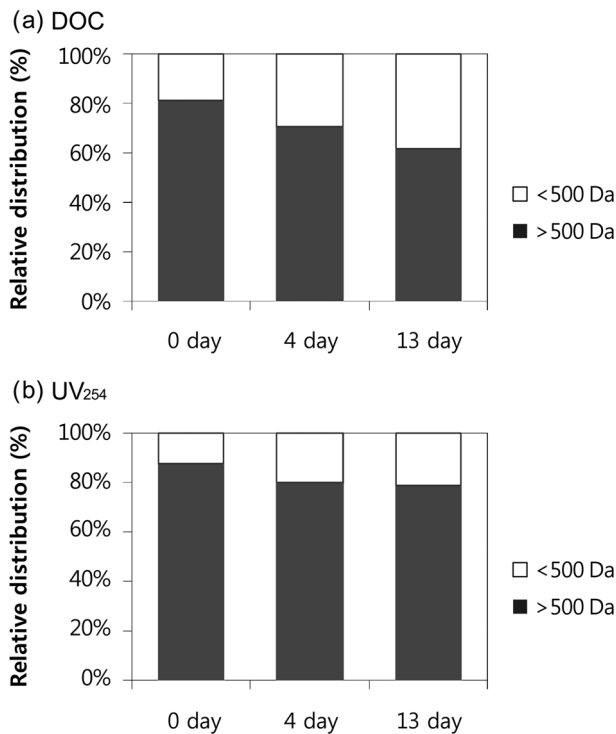 (a) DOC
Relative distribution (%)
100%
80%
60%
40%
20%
0%
0 day 4 day 13 day
<500 Da
>500 Da
(b) UV254
Relative distribution (%)
100%
80%
60%
40%
20%
0%
0 day 4 day 13 day
<500 Da
>500 Da